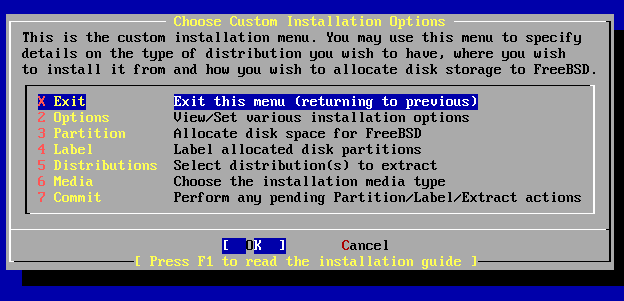 Choose Custom Installation Options
This is the custom installation menu. You may use this menu to specify
details on the type of distribution you wish to have, where you wish
to install it from and how you wish to allocate disk storage to FreeBSD.
X Exit Exit this menu (returning to previous)
2 Options View/Set various installation options
3 Partition Allocate disk space for FreeBSD
4 Label Label allocated disk partitions
5 Distributions Select distribution(s) to extract
6 Media Choose the installation media type
7 Commit Perform any pending Partition/Label/Extract actions
[ OK ] Cancel
[ Press F1 to read the installation guide ]